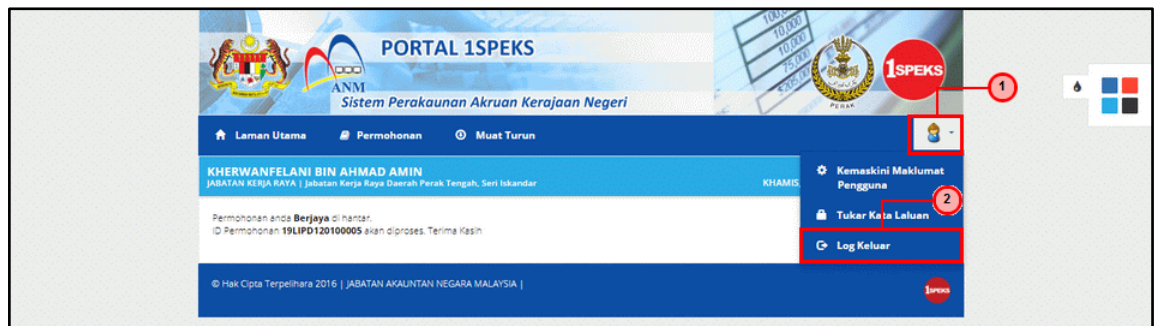 PORTAL 1SPEKS
ANM
Sistem Perakaunan Akruan Kerajaan Negeri
PERAK
1SPEKS
1
Laman Utama
Permohonan
Muat Turun
KHERWANFELANI BIN AHMAD AMIN
JABATAN KERJA RAYA | Jabatan Kerja Raya Daerah Perak Tengah, Seri Iskandar
KHAMIS,
Kemaskini Maklumat
Pengguna
2
Tukar Kata Laluan
Log Keluar
Permohonan anda Berjaya di hantar.
ID Permohonan 19LIPD120100005 akan diproses. Terima Kasih
© Hak Cipta Terpelihara 2016 | JABATAN AKAUNTAN NEGARA MALAYSIA |
1SPEKS